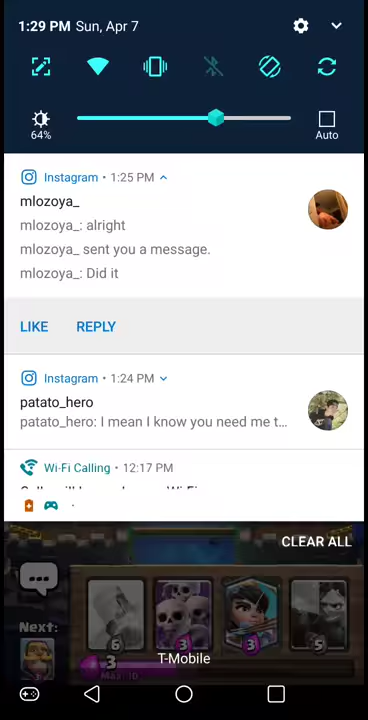 1:29 PM Sun, Apr 7
64%
Auto
Instagram • 1:25 PM
mlozoya_
mlozoya_: alright
mlozoya_ sent you a message.
mlozoya_: Did it
LIKE REPLY
Instagram • 1:24 PM
patato_hero
patato_hero: I mean I know you need me t...
Wi-Fi Calling • 12:17 PM
CLEAR ALL
Next:
6 3 3 5
3
Max: 10
T-Mobile